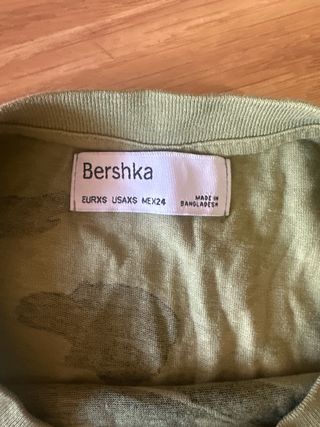 Bershka
EURXS USAXS MEX24
MADE IN
BANGLADESH